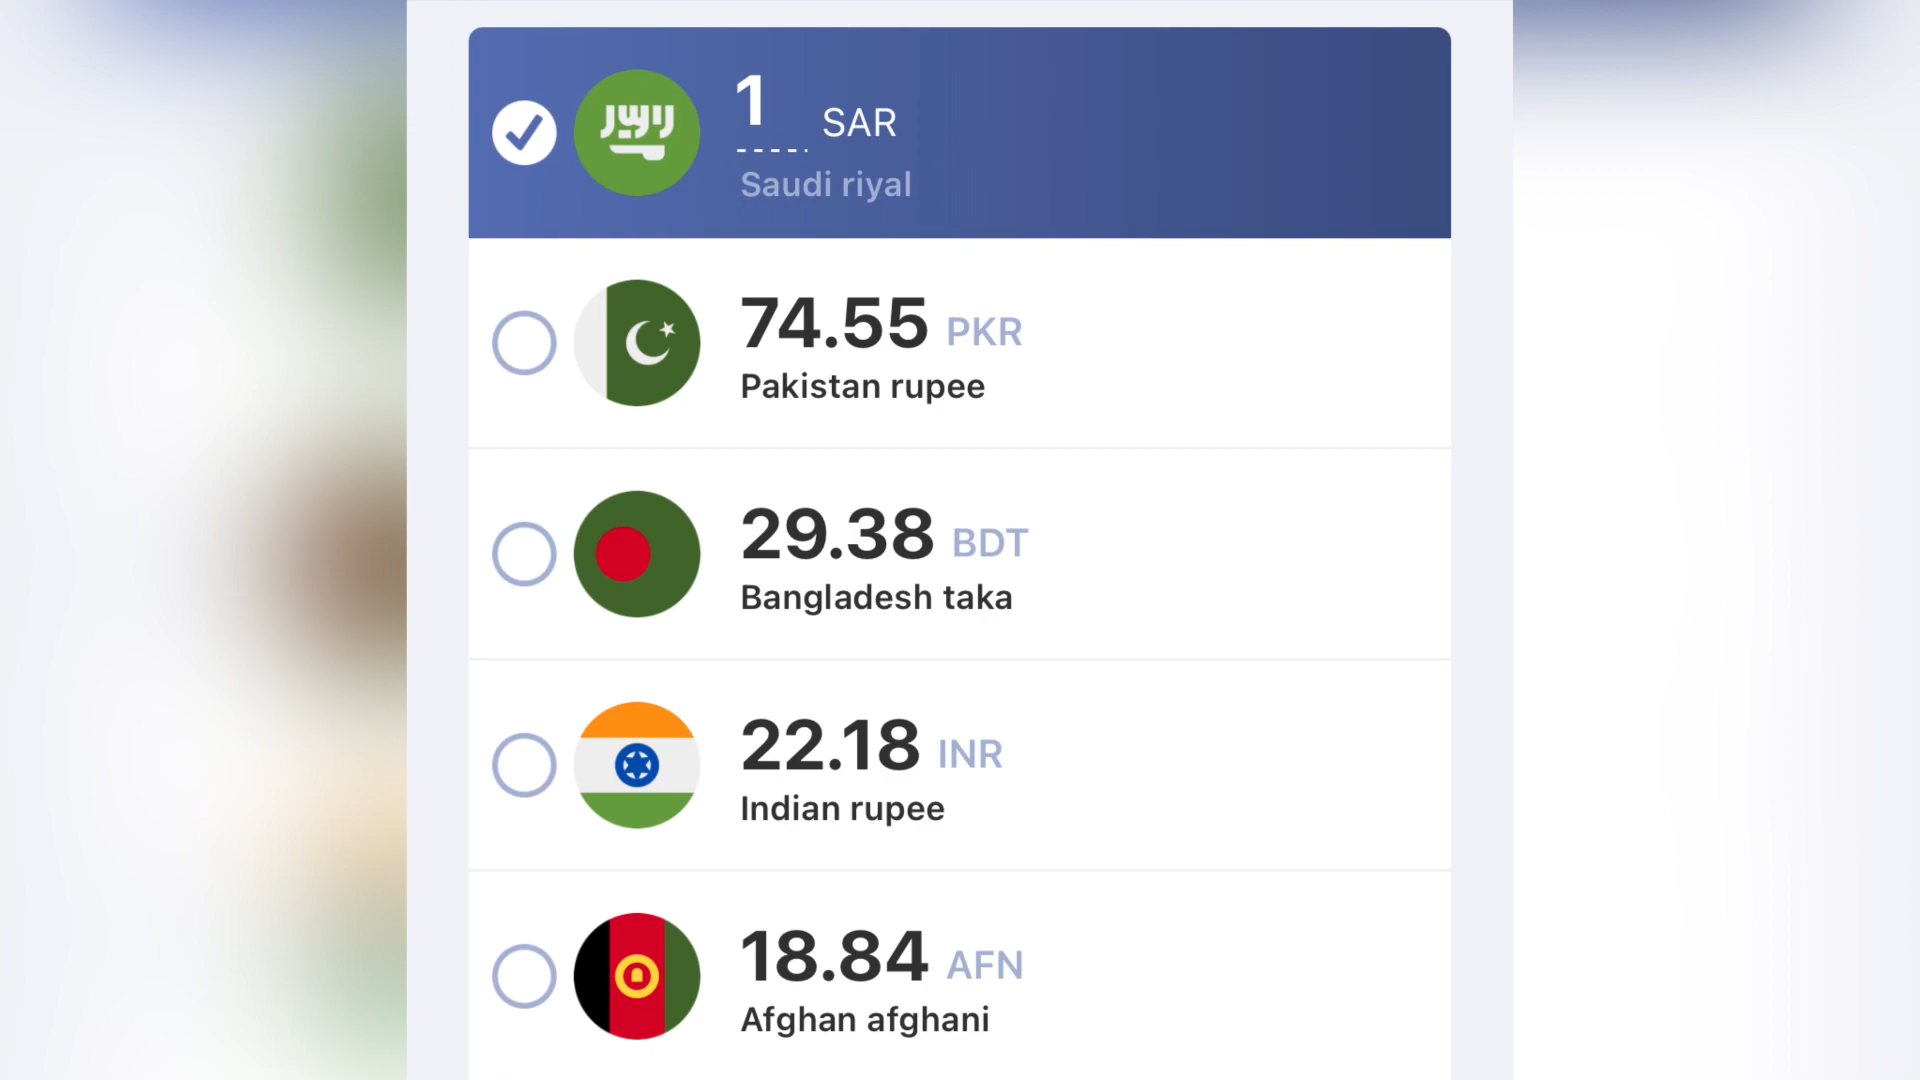 1 SAR
Saudi riyal
74.55 PKR
Pakistan rupee
29.38 BDT
Bangladesh taka
22.18 INR
Indian rupee
18.84 AFN
Afghan afghani